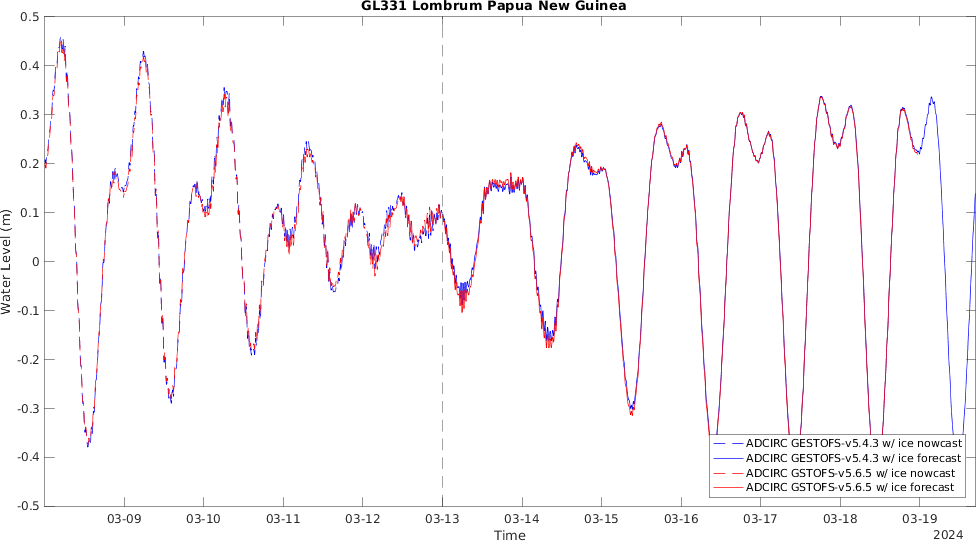 GL331 Lombrum Papua New Guinea
Water Level (m)
0.5
0.4
0.3
0.2
0.1
0
-0.1
-0.2
-0.3
-0.4
-0.5
ADCIRC GESTOFS-v5.4.3 w/ ice nowcast
ADCIRC GESTOFS-v5.4.3 w/ ice forecast
ADCIRC GSTOFS-v5.6.5 w/ ice nowcast
ADCIRC GSTOFS-v5.6.5 w/ ice forecast
03-09 03-10 03-11 03-12 03-13 03-14 03-15 03-16 03-17 03-18 03-19
Time
2024